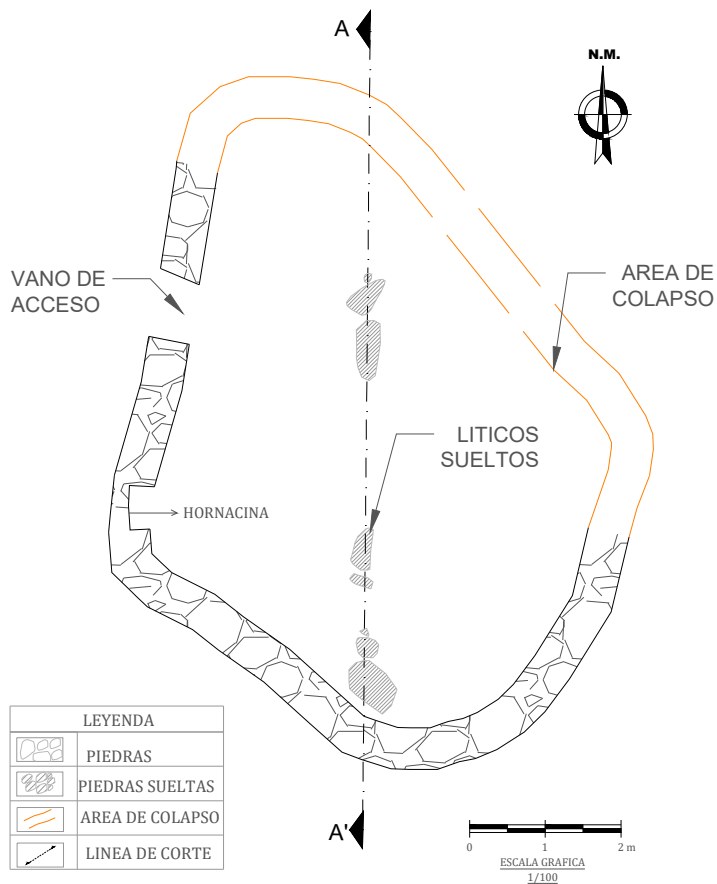 A
N.M.
VANO DE
ACCESO
AREA DE
COLAPSO
LITICOS
SUELTOS
HORNACINA
LEYENDA
PIEDRAS
PIEDRAS SUELTAS
AREA DE COLAPSO
LINEA DE CORTE
A'
0 1 2 m
ESCALA GRAFICA
1/100